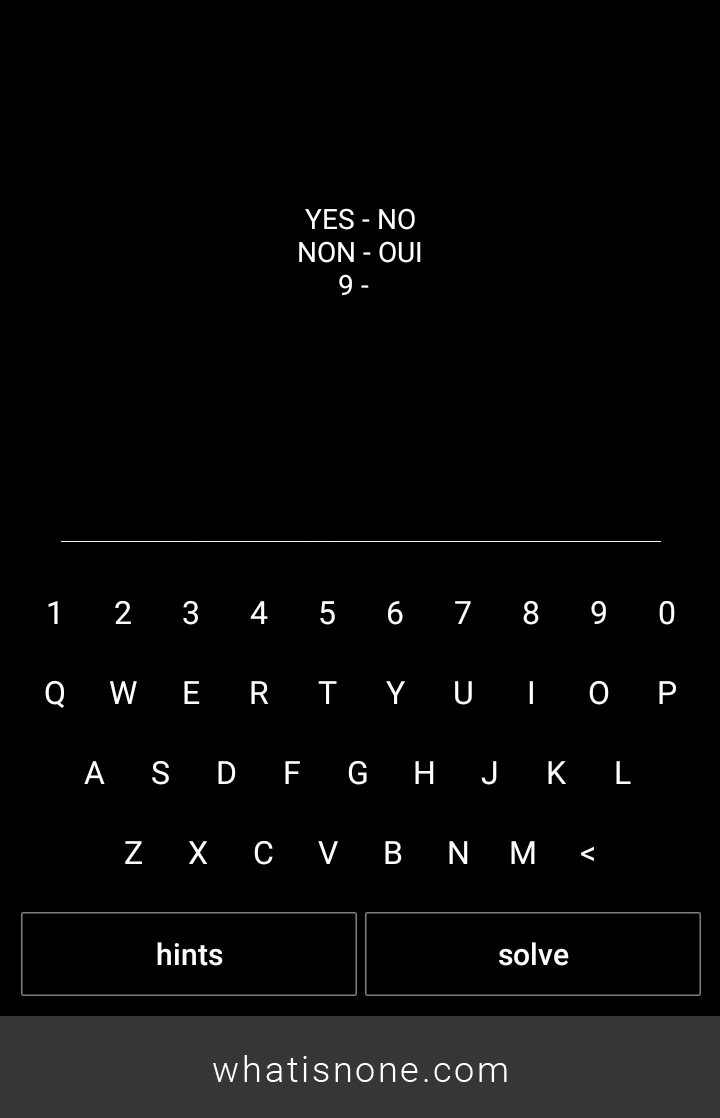 YES - NO
NON - OUI
9 -
1 2 3 4 5 6 7 8 9 0
Q W E R T Y U I O P
A S D F G H J K L
Z X C V B N M <
hints solve
whatisnone.com